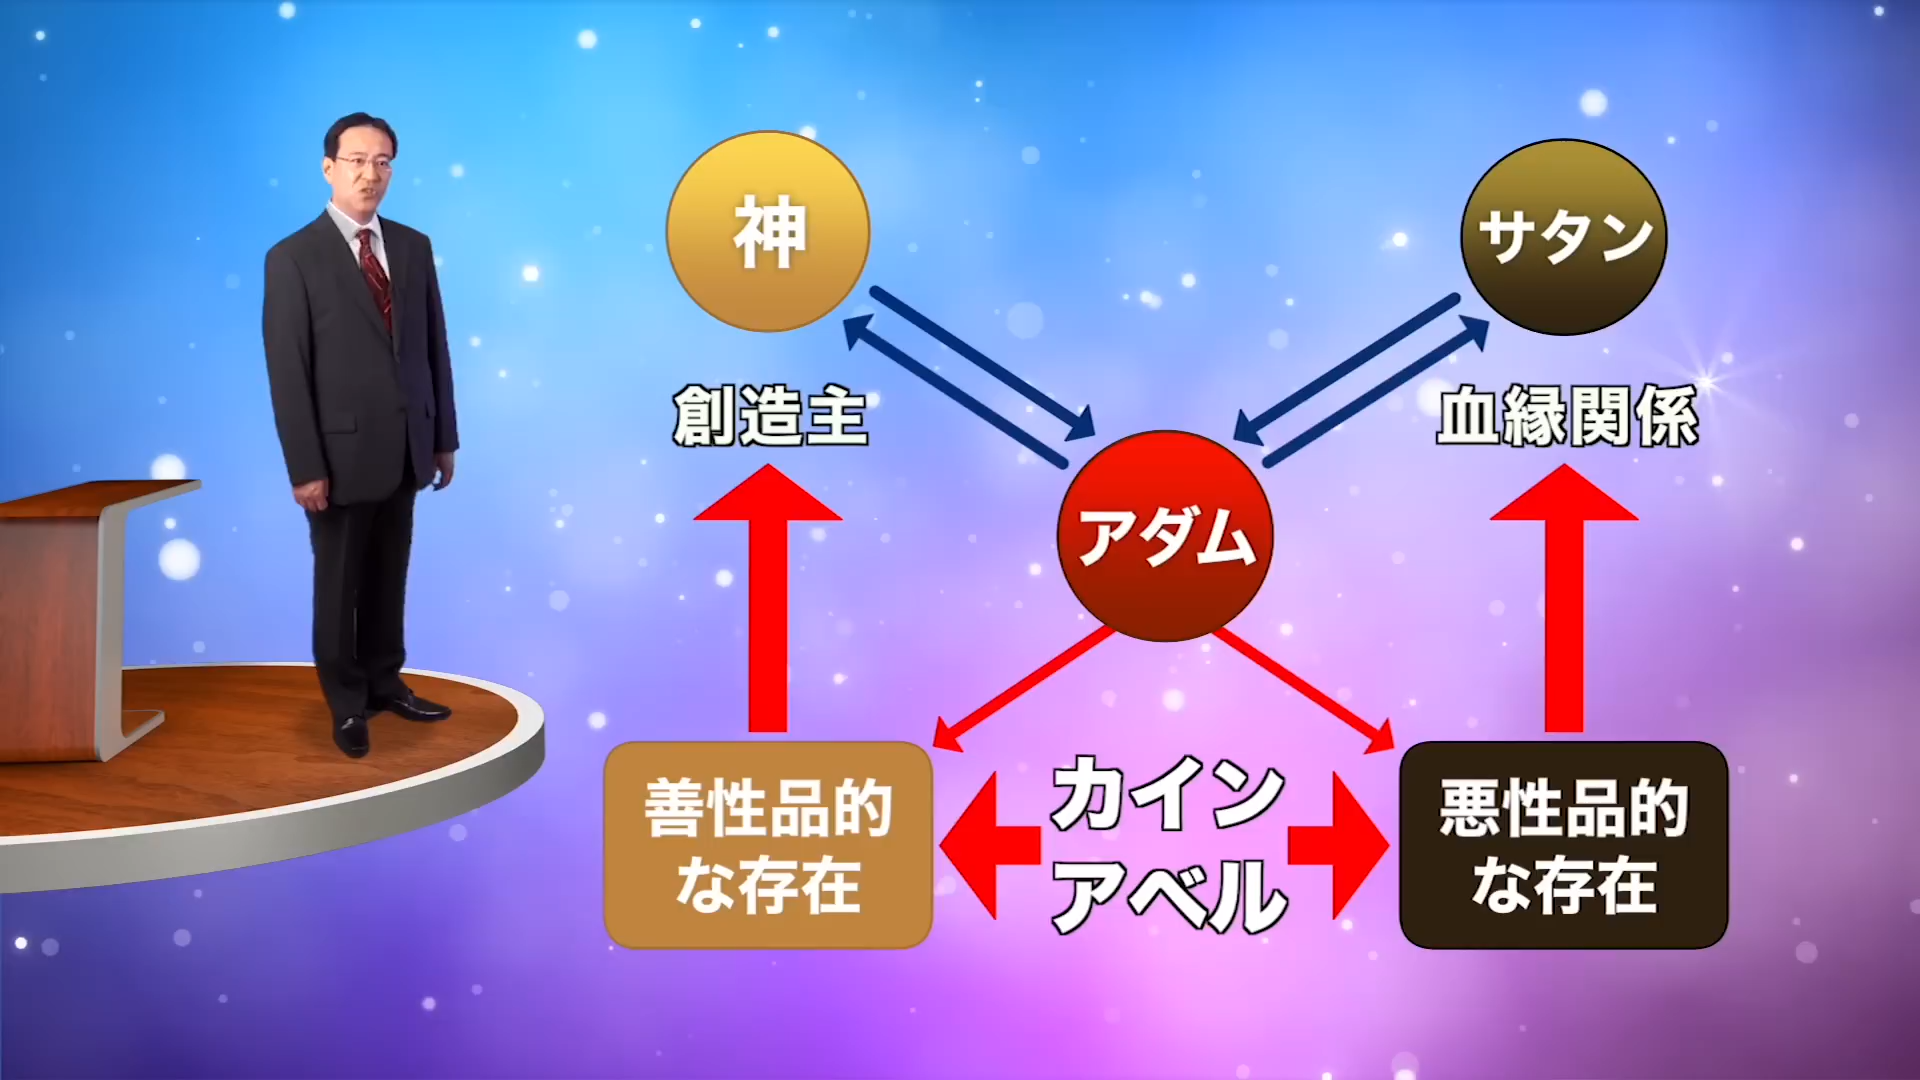 神
サタン
創造主
血縁関係
アダム
善性品的
な存在
カイン
アベル
悪性品的
な存在